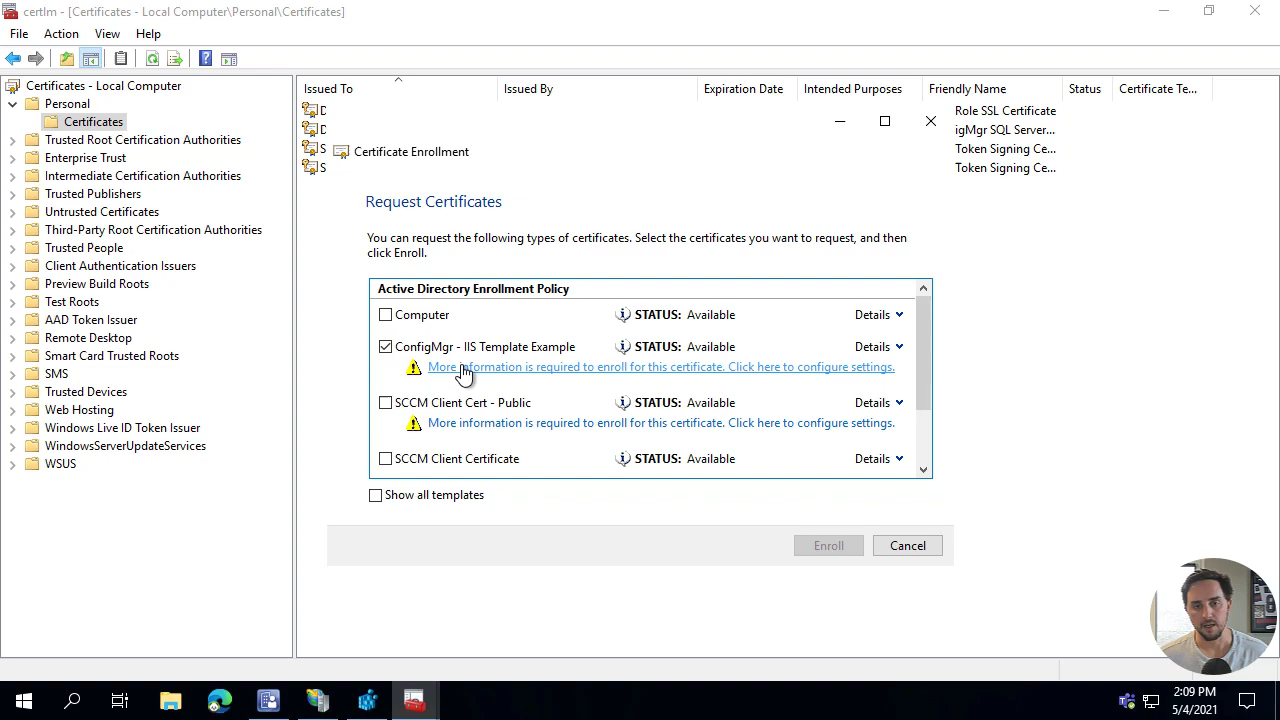 certlm - [Certificates - Local Computer\Personal\Certificates]
File Action View Help
Certificates - Local Computer
Personal
Certificates
Trusted Root Certification Authorities
Enterprise Trust
Intermediate Certification Authorities
Trusted Publishers
Untrusted Certificates
Third-Party Root Certification Authorities
Trusted People
Client Authentication Issuers
Preview Build Roots
Test Roots
AAD Token Issuer
Remote Desktop
Smart Card Trusted Roots
SMS
Trusted Devices
Web Hosting
Windows Live ID Token Issuer
WindowsServerUpdateServices
WSUS
Issued To Issued By Expiration Date Intended Purposes Friendly Name Status Certificate Te...
Role SSL Certificate
igMgr SQL Server...
S Token Signing Ce...
S Token Signing Ce...
Certificate Enrollment
Request Certificates
You can request the following types of certificates. Select the certificates you want to request, and then
click Enroll.
Active Directory Enrollment Policy
Computer STATUS: Available Details
ConfigMgr - IIS Template Example STATUS: Available Details
More information is required to enroll for this certificate. Click here to configure settings.
SCCM Client Cert - Public STATUS: Available Details
More information is required to enroll for this certificate. Click here to configure settings.
SCCM Client Certificate STATUS: Available Details
Show all templates
Enroll Cancel
2:09 PM
5/4/2021